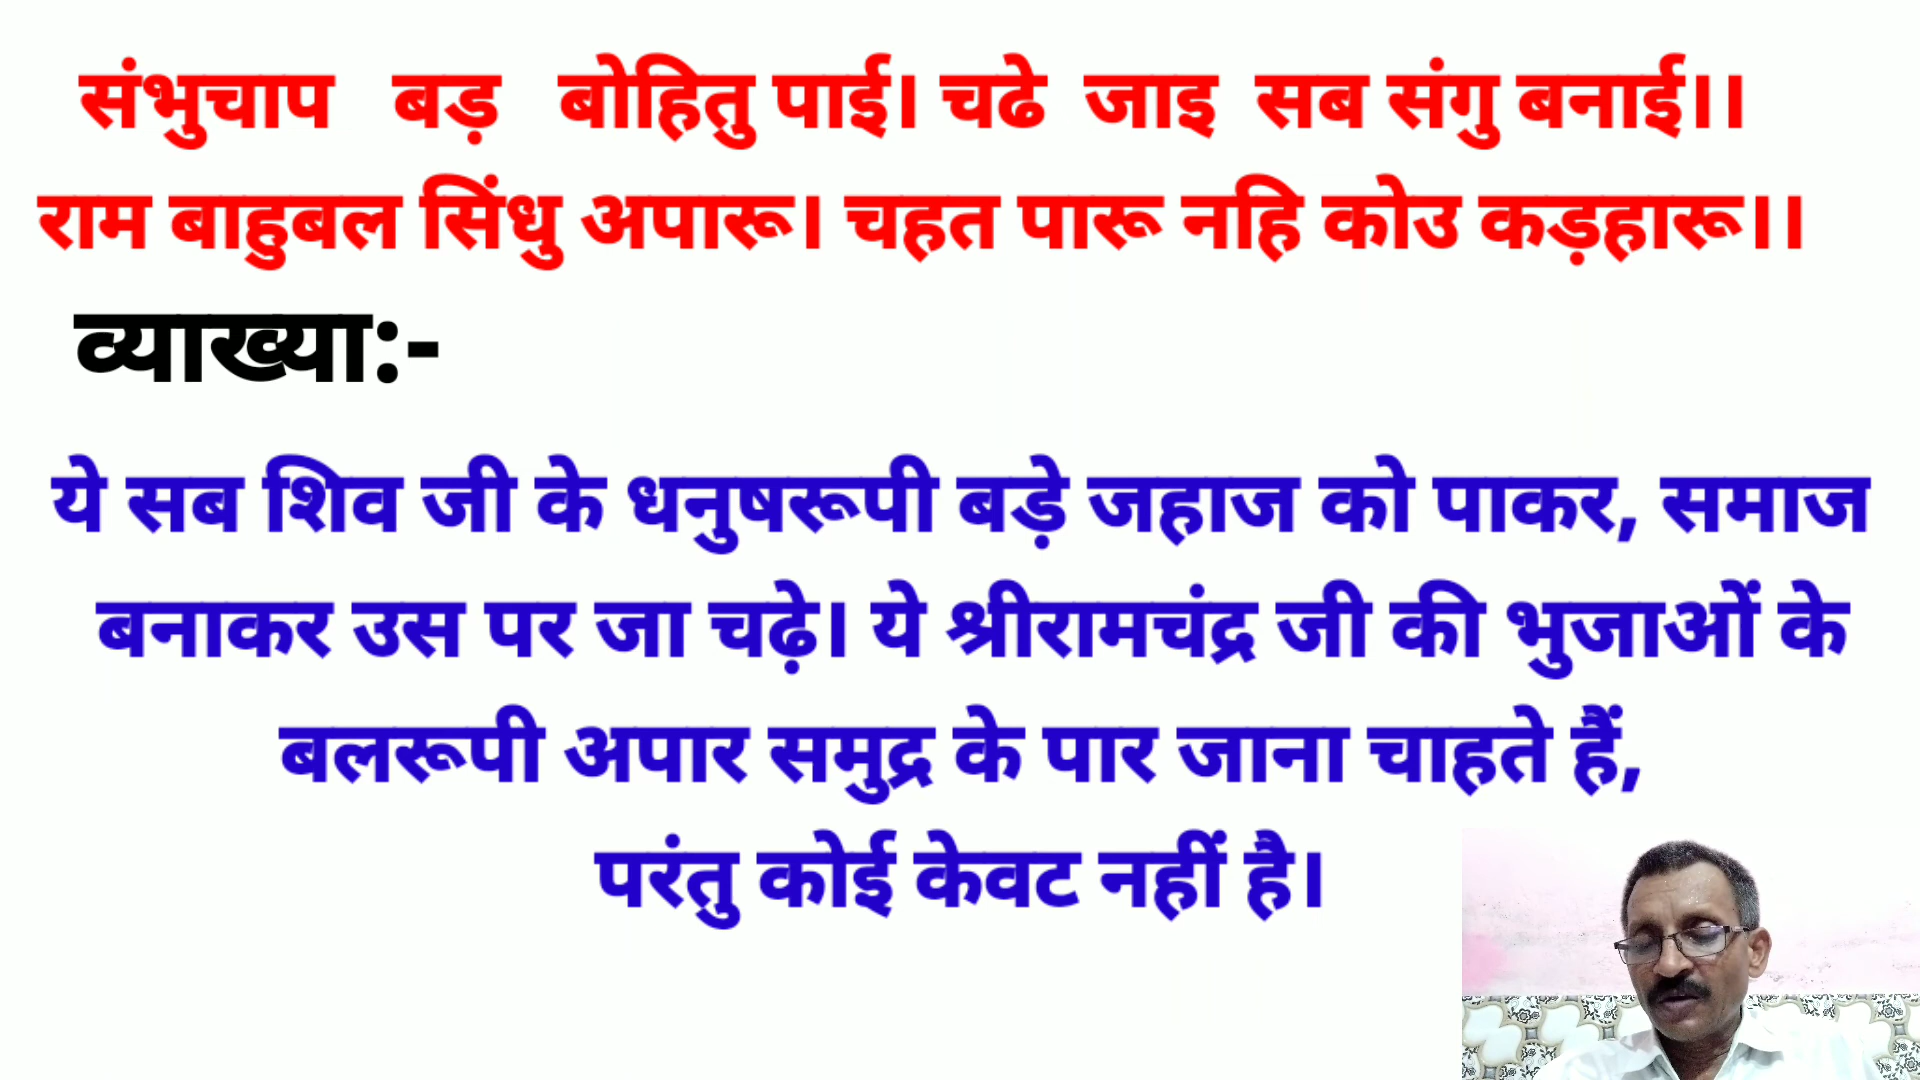 संभुचाप बड़ बोहितु पाई। चढे जाइ सब संगु बनाई।।
राम बाहुबल सिंधु अपारू। चहत पारू नहि कोउ कड़हारू।।
व्याख्या:-
ये सब शिव जी के धनुषरूपी बड़े जहाज को पाकर, समाज
बनाकर उस पर जा चढ़े। ये श्रीरामचंद्र जी की भुजाओं के
बलरूपी अपार समुद्र के पार जाना चाहते हैं,
परंतु कोई केवट नहीं है।